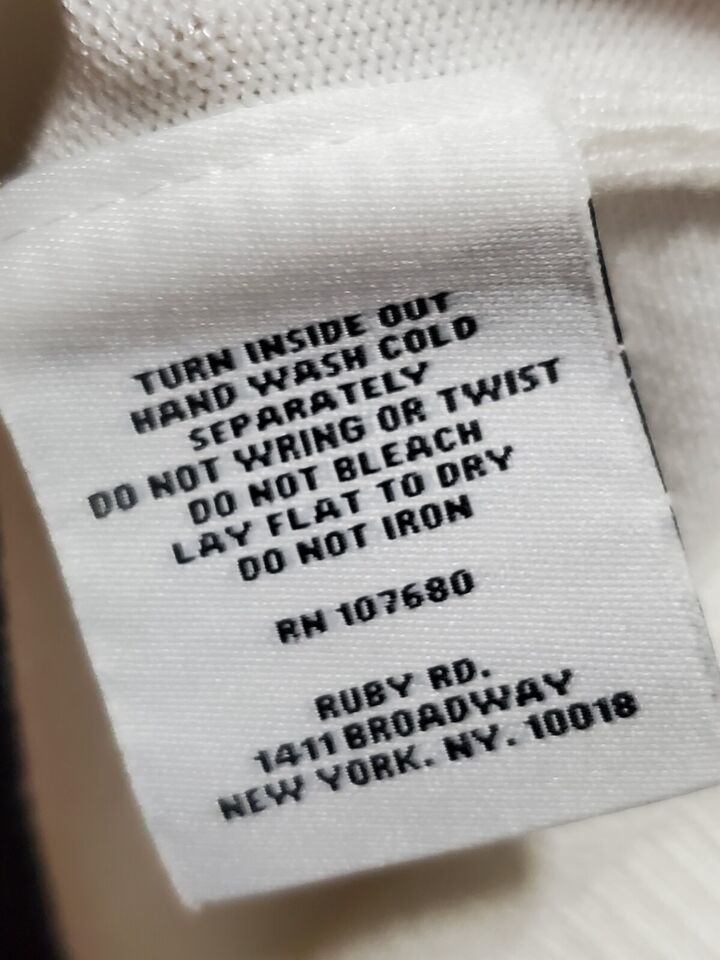 TURN INSIDE OUT
HAND WASH COLD
SEPARATELY
DO NOT WRING OR TWIST
DO NOT BLEACH
LAY FLAT TO DRY
DO NOT IRON
RN 107680
RUBY RD.
1411 BROADWAY
NEW YORK. NY. 10018